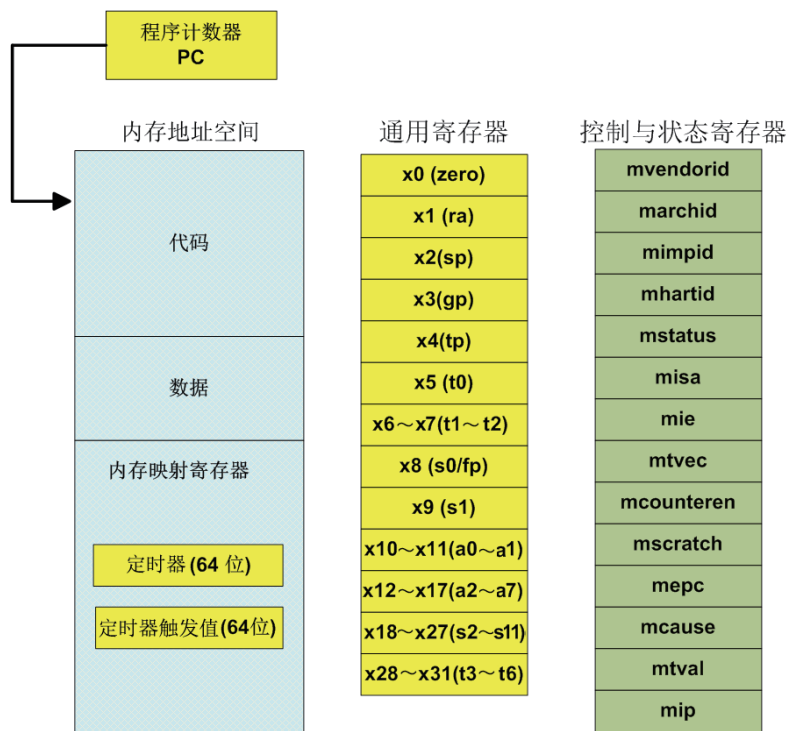 程序计数器
PC
内存地址空间
代码
数据
内存映射寄存器
定时器(64 位)
定时器触发值(64位)
通用寄存器
x0 (zero)
x1 (ra)
x2(sp)
x3(gp)
x4(tp)
x5 (t0)
x6～x7(t1～t2)
x8 (s0/fp)
x9 (s1)
x10～x11(a0～a1)
x12～x17(a2～a7)
x18～x27(s2～s11)
x28～x31(t3～t6)
控制与状态寄存器
mvendorid
marchid
mimpid
mhartid
mstatus
misa
mie
mtvec
mcounteren
mscratch
mepc
mcause
mtval
mip